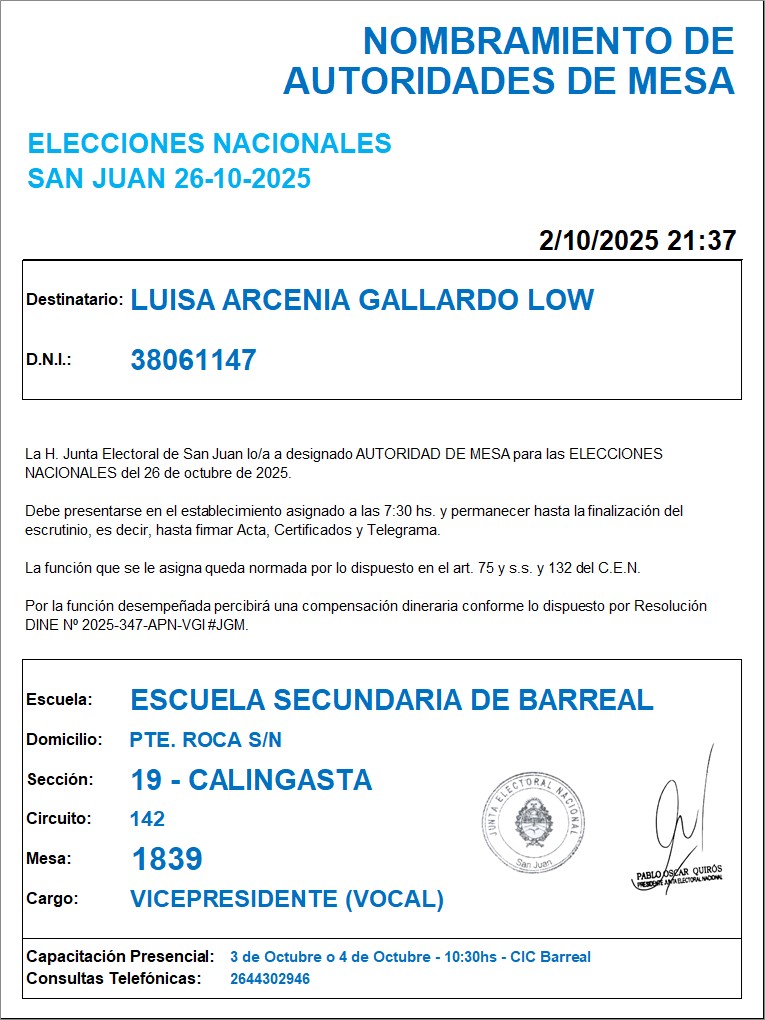 NOMBRAMIENTO DE
AUTORIDADES DE MESA
ELECCIONES NACIONALES
SAN JUAN 26-10-2025
2/10/2025 21:37
Destinatario: LUISA ARCENIA GALLARDO LOW
D.N.I.: 38061147
La H. Junta Electoral de San Juan lo/a a designado AUTORIDAD DE MESA para las ELECCIONES
NACIONALES del 26 de octubre de 2025.
Debe presentarse en el establecimiento asignado a las 7:30 hs. y permanecer hasta la finalización del
escrutinio, es decir, hasta firmar Acta, Certificados y Telegrama.
La función que se le asigna queda normada por lo dispuesto en el art. 75 y s.s. y 132 del C.E.N.
Por la función desempeñada percibirá una compensación dineraria conforme lo dispuesto por Resolución
DINE Nº 2025-347-APN-VGI#JGM.
Escuela: ESCUELA SECUNDARIA DE BARREAL
Domicilio: PTE. ROCA S/N
Sección: 19 - CALINGASTA
Circuito: 142
Mesa: 1839
Cargo: VICEPRESIDENTE (VOCAL)
JUNTA ELECTORAL NACIONAL
San Juan
PABLO OSCAR QUIRÓS
PRESIDENTE JUNTA ELECTORAL NACIONAL
Capacitación Presencial: 3 de Octubre o 4 de Octubre - 10:30hs - CIC Barreal
Consultas Telefónicas: 2644302946